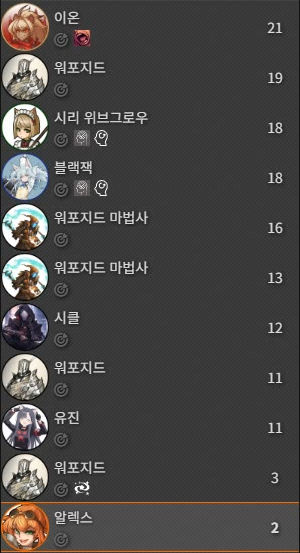 이온 21
워포지드 19
시리 위브그로우 18
블랙잭 18
워포지드 마법사 16
워포지드 마법사 13
시클 12
워포지드 11
유진 11
워포지드 3
알렉스 2